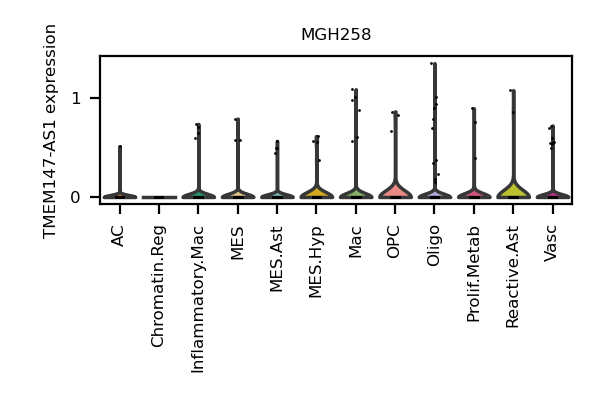 MGH258
TMEM147-AS1 expression
1
0
AC
Chromatin.Reg
Inflammatory.Mac
MES
MES.Ast
MES.Hyp
Mac
OPC
Oligo
Prolif.Metab
Reactive.Ast
Vasc